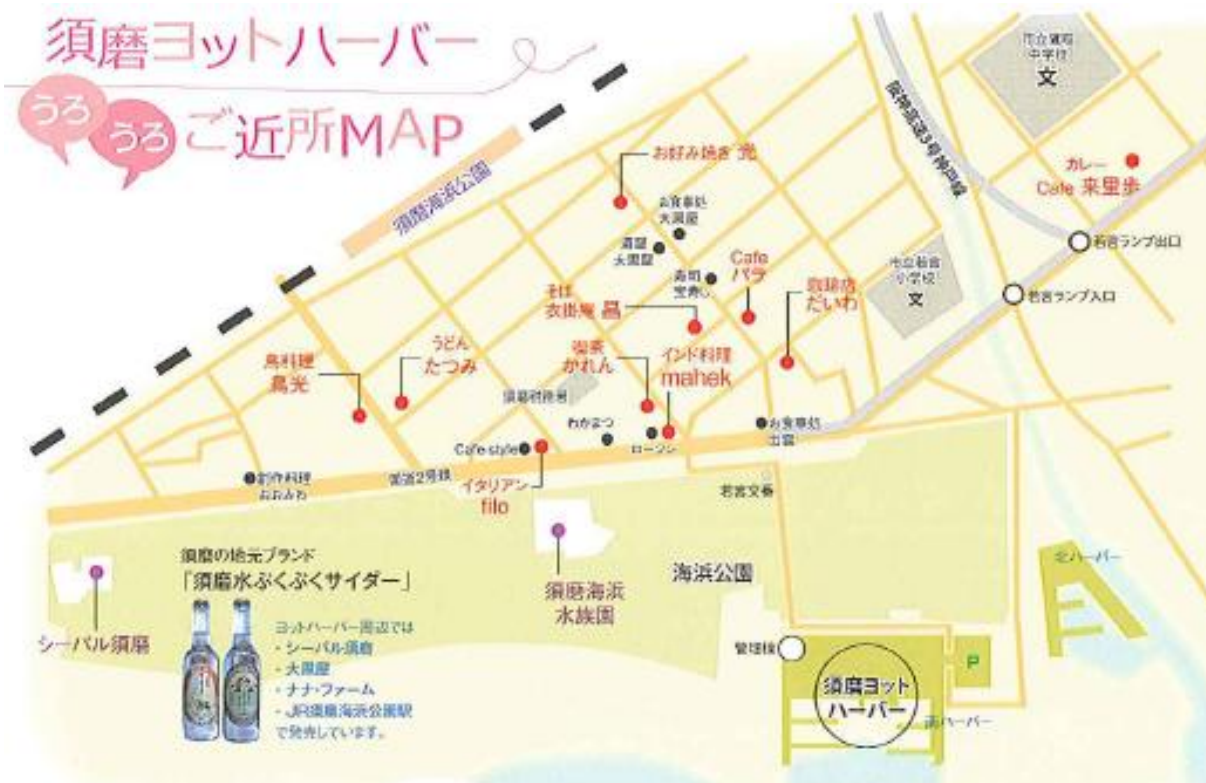 須磨ヨットハーバー
うろ
うろ
ご近所MAP
市立鷹取
中学校
文
阪神高速3号神戸線
お好み焼き 光
カレー
Cafe 来里歩
須磨海浜公園
お食事処
大黒屋
酒屋
大黒屋
若宮ランプ出口
Cafe
パラ
市立若宮
小学校
文
寿司
宝寿し
珈琲店
だいわ
若宮ランプ入口
そば
衣掛庵 畠
うどん
たつみ
喫茶
かれん
インド料理
mahek
鳥料理
鳥光
須磨税務署
わかまつ
お食事処
出雲
Cafe style
ローソン
創作料理
おおみね
国道2号線
イタリアン
filo
若宮交番
須磨の地元ブランド
「須磨水ぷくぷくサイダー」
海浜公園
北ハーバー
須磨海浜
水族園
シーパル須磨
ヨットハーバー周辺では
・シーパル須磨
・大黒屋
・ナナ・ファーム
・JR須磨海浜公園駅
で発売しています。
管理棟
P
須磨ヨット
ハーバー
南ハーバー